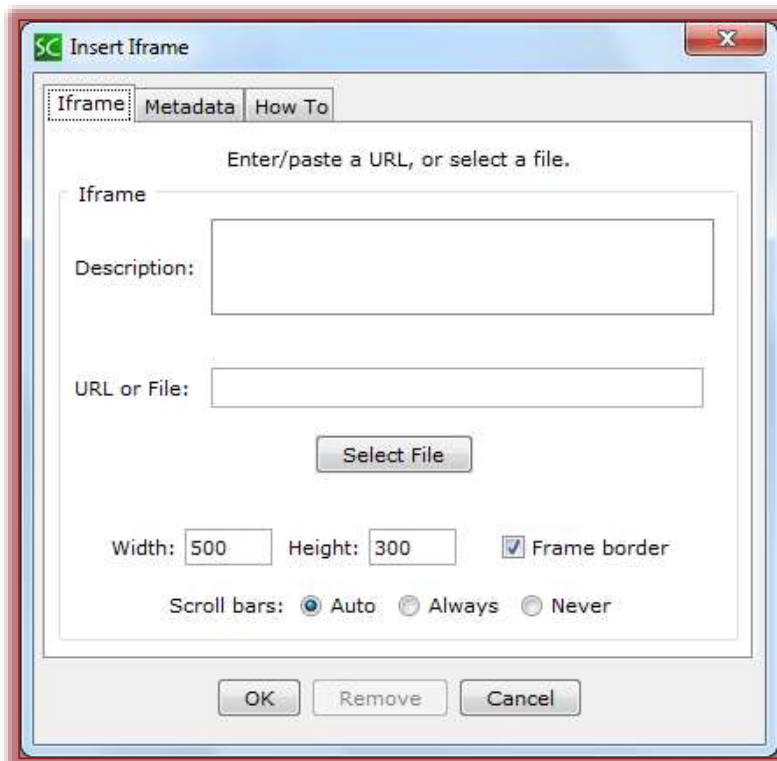 SC Insert Iframe
Iframe Metadata How To
Enter/paste a URL, or select a file.
Iframe
Description:
URL or File:
Select File
Width: 500 Height: 300 Frame border
Scroll bars: Auto Always Never
OK Remove Cancel